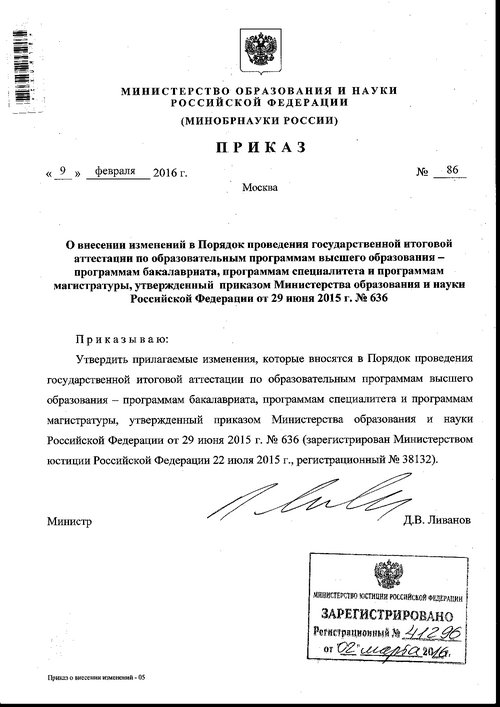 МИНИСТЕРСТВО ОБРАЗОВАНИЯ И НАУКИ
РОССИЙСКОЙ ФЕДЕРАЦИИ
(МИНОБРНАУКИ РОССИИ)
ПРИКАЗ
« 9 » февраля 2016 г. № 86
Москва
О внесении изменений в Порядок проведения государственной итоговой
аттестации по образовательным программам высшего образования –
программам бакалавриата, программам специалитета и программам
магистратуры, утвержденный приказом Министерства образования и науки
Российской Федерации от 29 июня 2015 г. № 636
Приказываю:
Утвердить прилагаемые изменения, которые вносятся в Порядок проведения
государственной итоговой аттестации по образовательным программам высшего
образования – программам бакалавриата, программам специалитета и программам
магистратуры, утвержденный приказом Министерства образования и науки
Российской Федерации от 29 июня 2015 г. № 636 (зарегистрирован Министерством
юстиции Российской Федерации 22 июля 2015 г., регистрационный № 38132).
Министр Д.В. Ливанов
МИНИСТЕРСТВО ЮСТИЦИИ РОССИЙСКОЙ ФЕДЕРАЦИИ
ЗАРЕГИСТРИРОВАНО
Регистрационный № 41296
от "02" марта 2016г.
Приказ о внесении изменений - 05